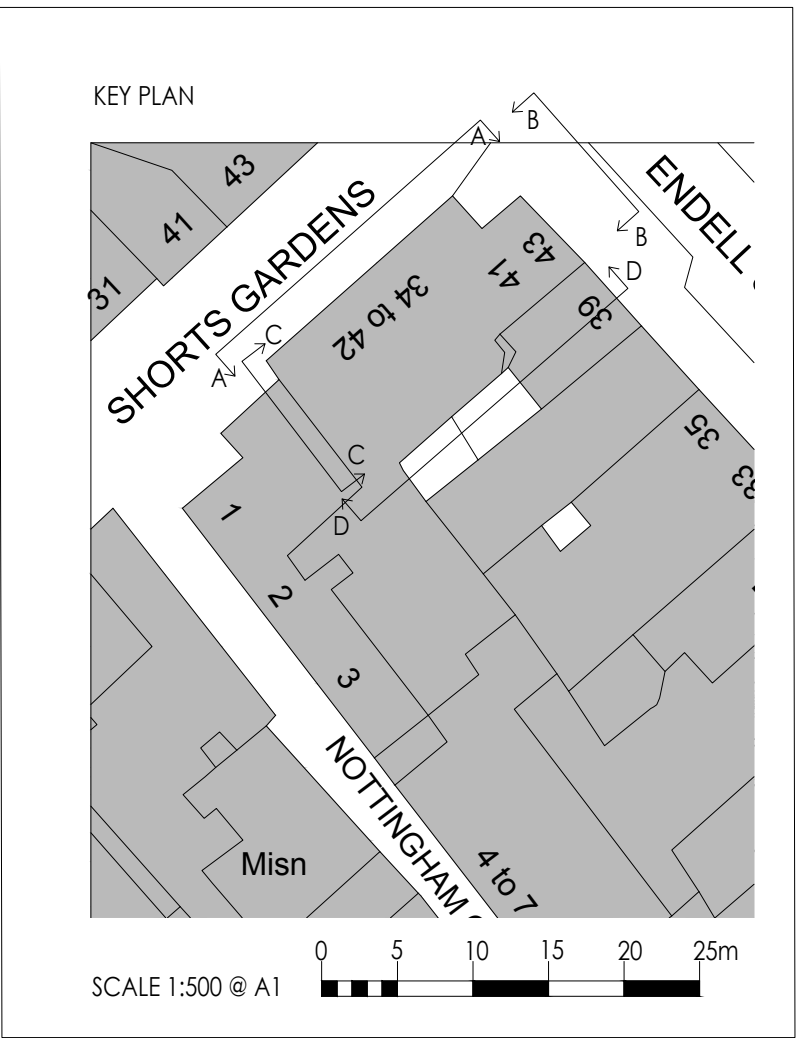 KEY PLAN
A
B
43
41
31
SHORTS GARDENS
ENDELL
B
D
43
41
39
34 to 42
C
A
35
33
C
D
1
2
3
NOTTINGHAM
4 to 7
Misn
0 5 10 15 20 25m
SCALE 1:500 @ A1